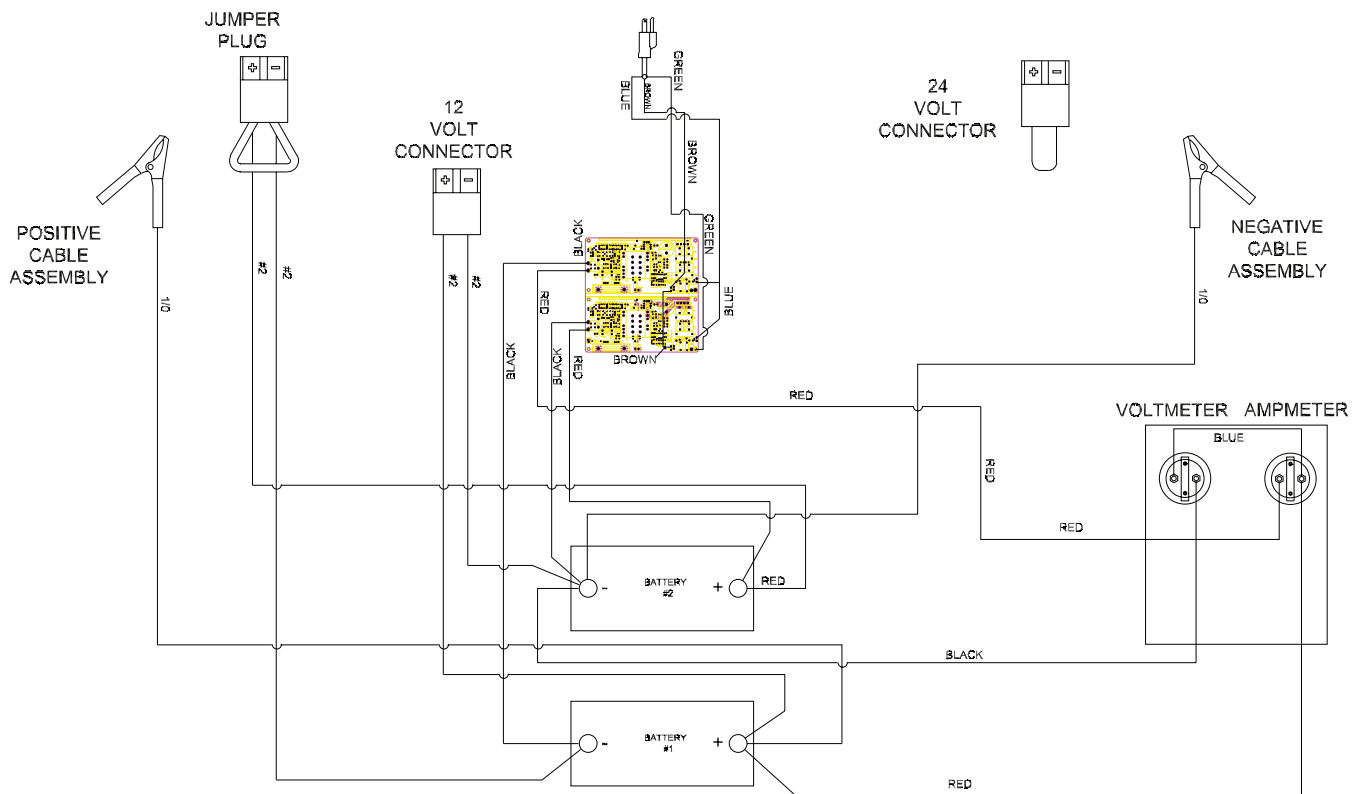 JUMPER
PLUG
+ -
12
VOLT
CONNECTOR
+ -
GREEN
BLUE
BROWN
24
VOLT
CONNECTOR
+ -
POSITIVE
CABLE
ASSEMBLY
NEGATIVE
CABLE
ASSEMBLY
BROWN
GREEN
BLACK
#2
#2
#2
#2
1/0
1/0
RED
BLUE
BLACK
BLACK
RED
BROWN
RED
VOLTMETER AMPMETER
BLUE
RED
RED
- BATTERY +
#2
RED
BLACK
- BATTERY +
#1
RED